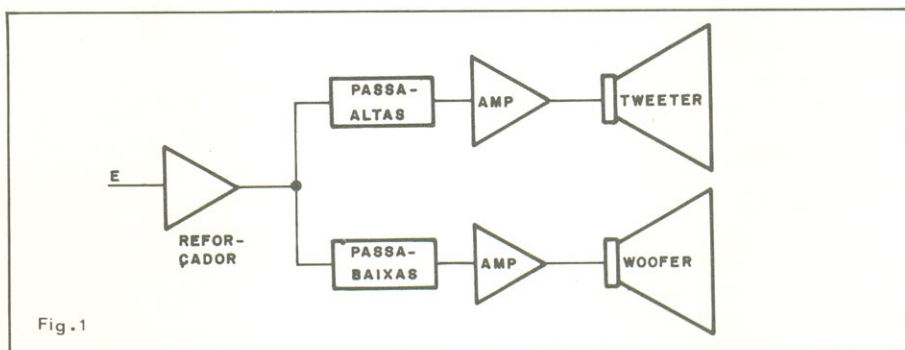 PASSA-
ALTAS
AMP
TWEETER
E
REFOR-
ÇADOR
PASSA-
BAIXAS
AMP
WOOFER
Fig.1